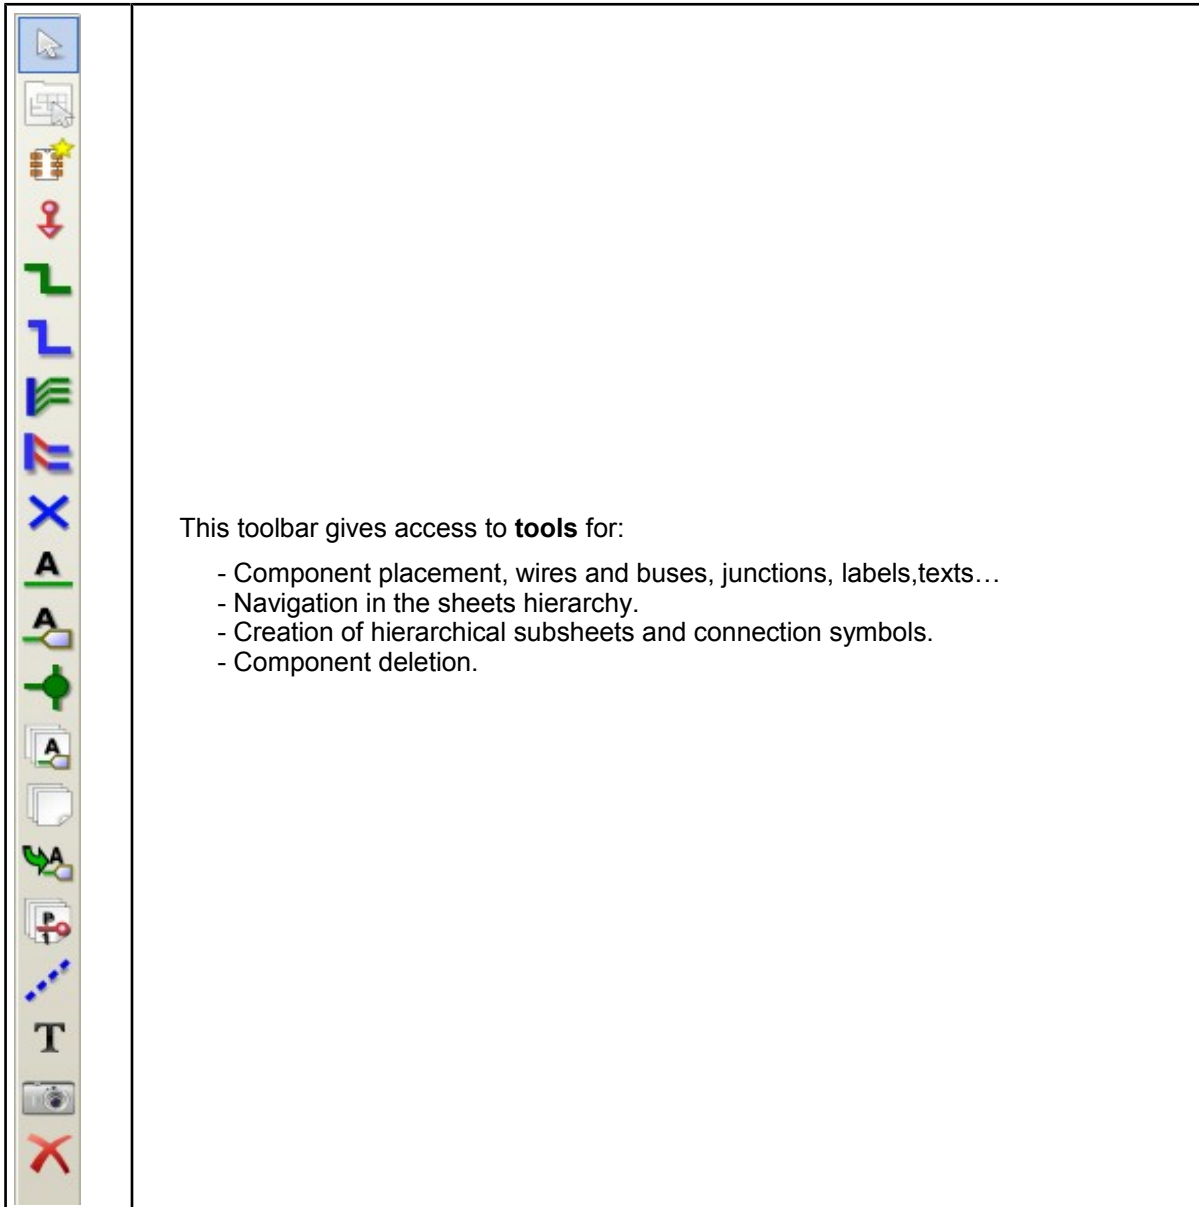 This toolbar gives access to tools for:
- Component placement, wires and buses, junctions, labels,texts…
- Navigation in the sheets hierarchy.
- Creation of hierarchical subsheets and connection symbols.
- Component deletion.
A
A
A
A
P
1
T